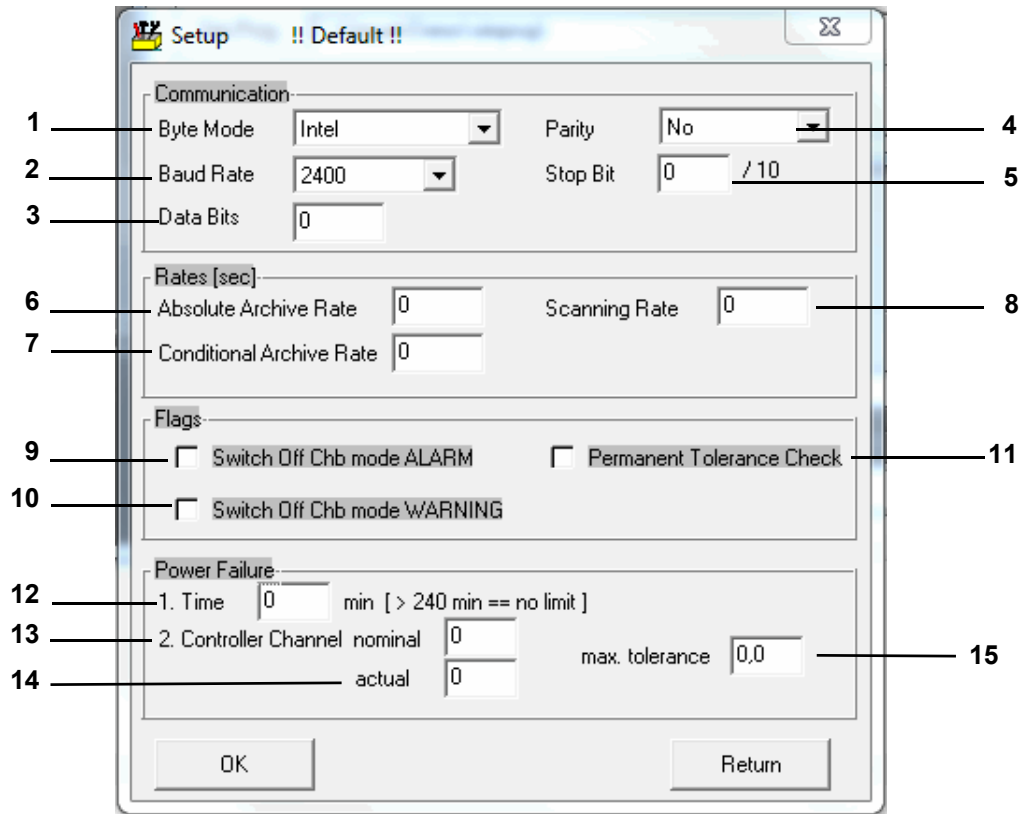 Setup !! Default !!
Communication
1 Byte Mode Intel Parity No 4
2 Baud Rate 2400 Stop Bit 0 / 10 5
3 Data Bits 0
Rates [sec]
6 Absolute Archive Rate 0 Scanning Rate 0 8
7 Conditional Archive Rate 0
Flags
9 Switch Off Chb mode ALARM Permanent Tolerance Check 11
10 Switch Off Chb mode WARNING
Power Failure
12 1. Time 0 min [ > 240 min == no limit ]
13 2. Controller Channel nominal 0
max. tolerance 0,0 15
14 actual 0
OK Return